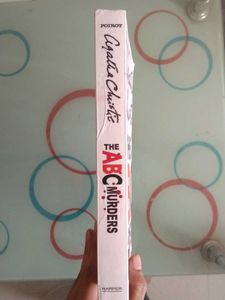 POIROT
Agatha Christie
THE ABC MURDERS
HARPER